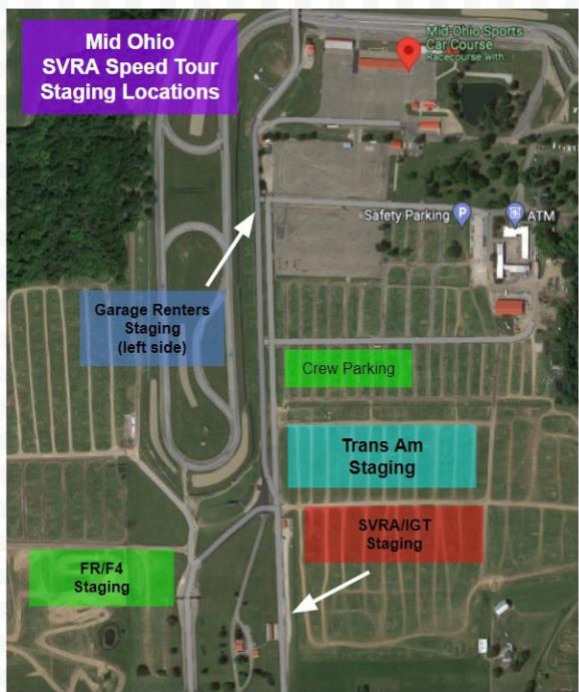 Mid Ohio
SVRA Speed Tour
Staging Locations
Mid-Ohio Sports
Car Course
Racecourse with
Safety Parking
P
ATM
Garage Renters
Staging
(left side)
Crew Parking
Trans Am
Staging
SVRA/IGT
Staging
FR/F4
Staging